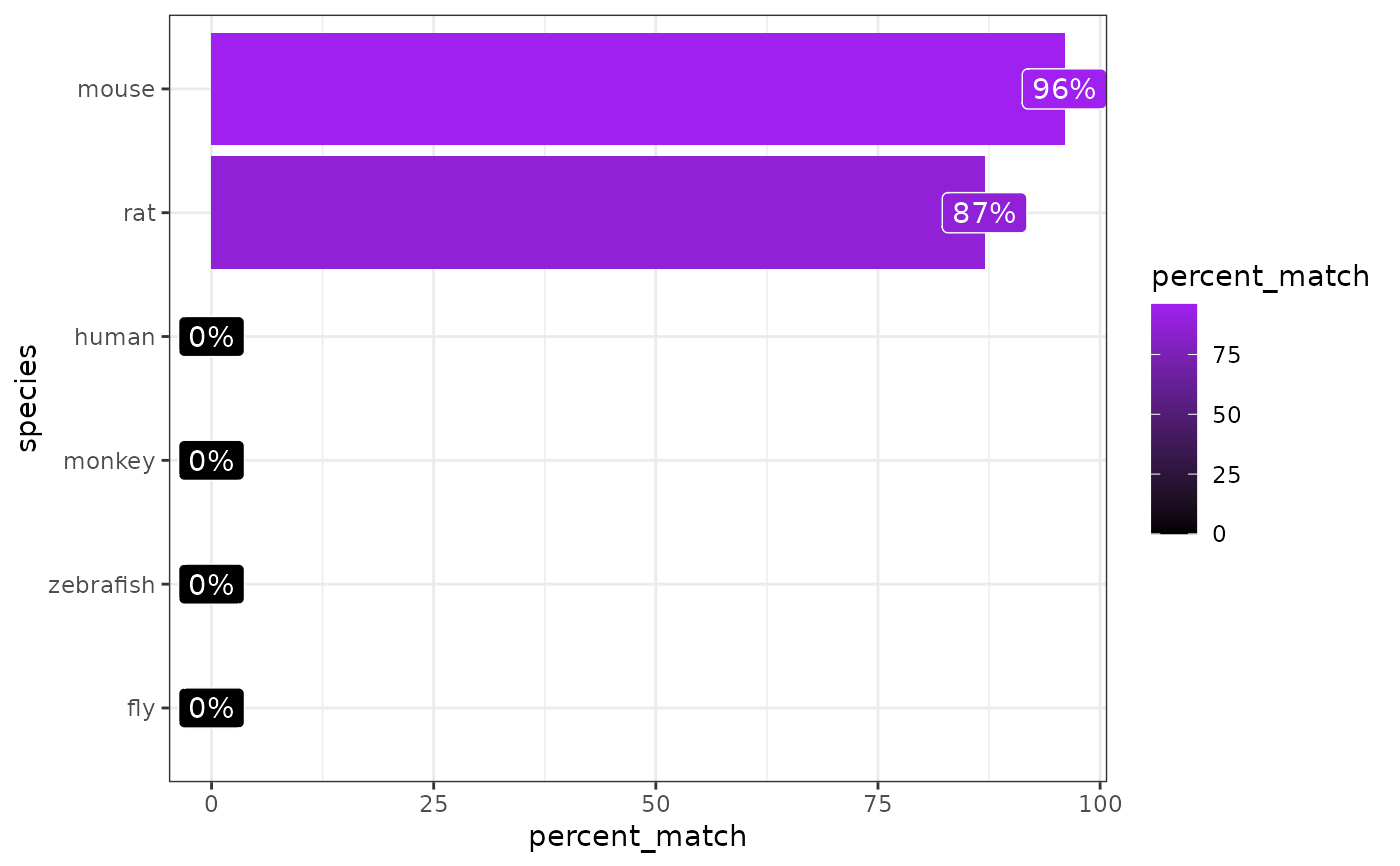 mouse
96%
rat
87%
human
0%
monkey
0%
zebrafish
0%
fly
0%
0
25
50
75
100
percent_match
species
percent_match
75
50
25
0